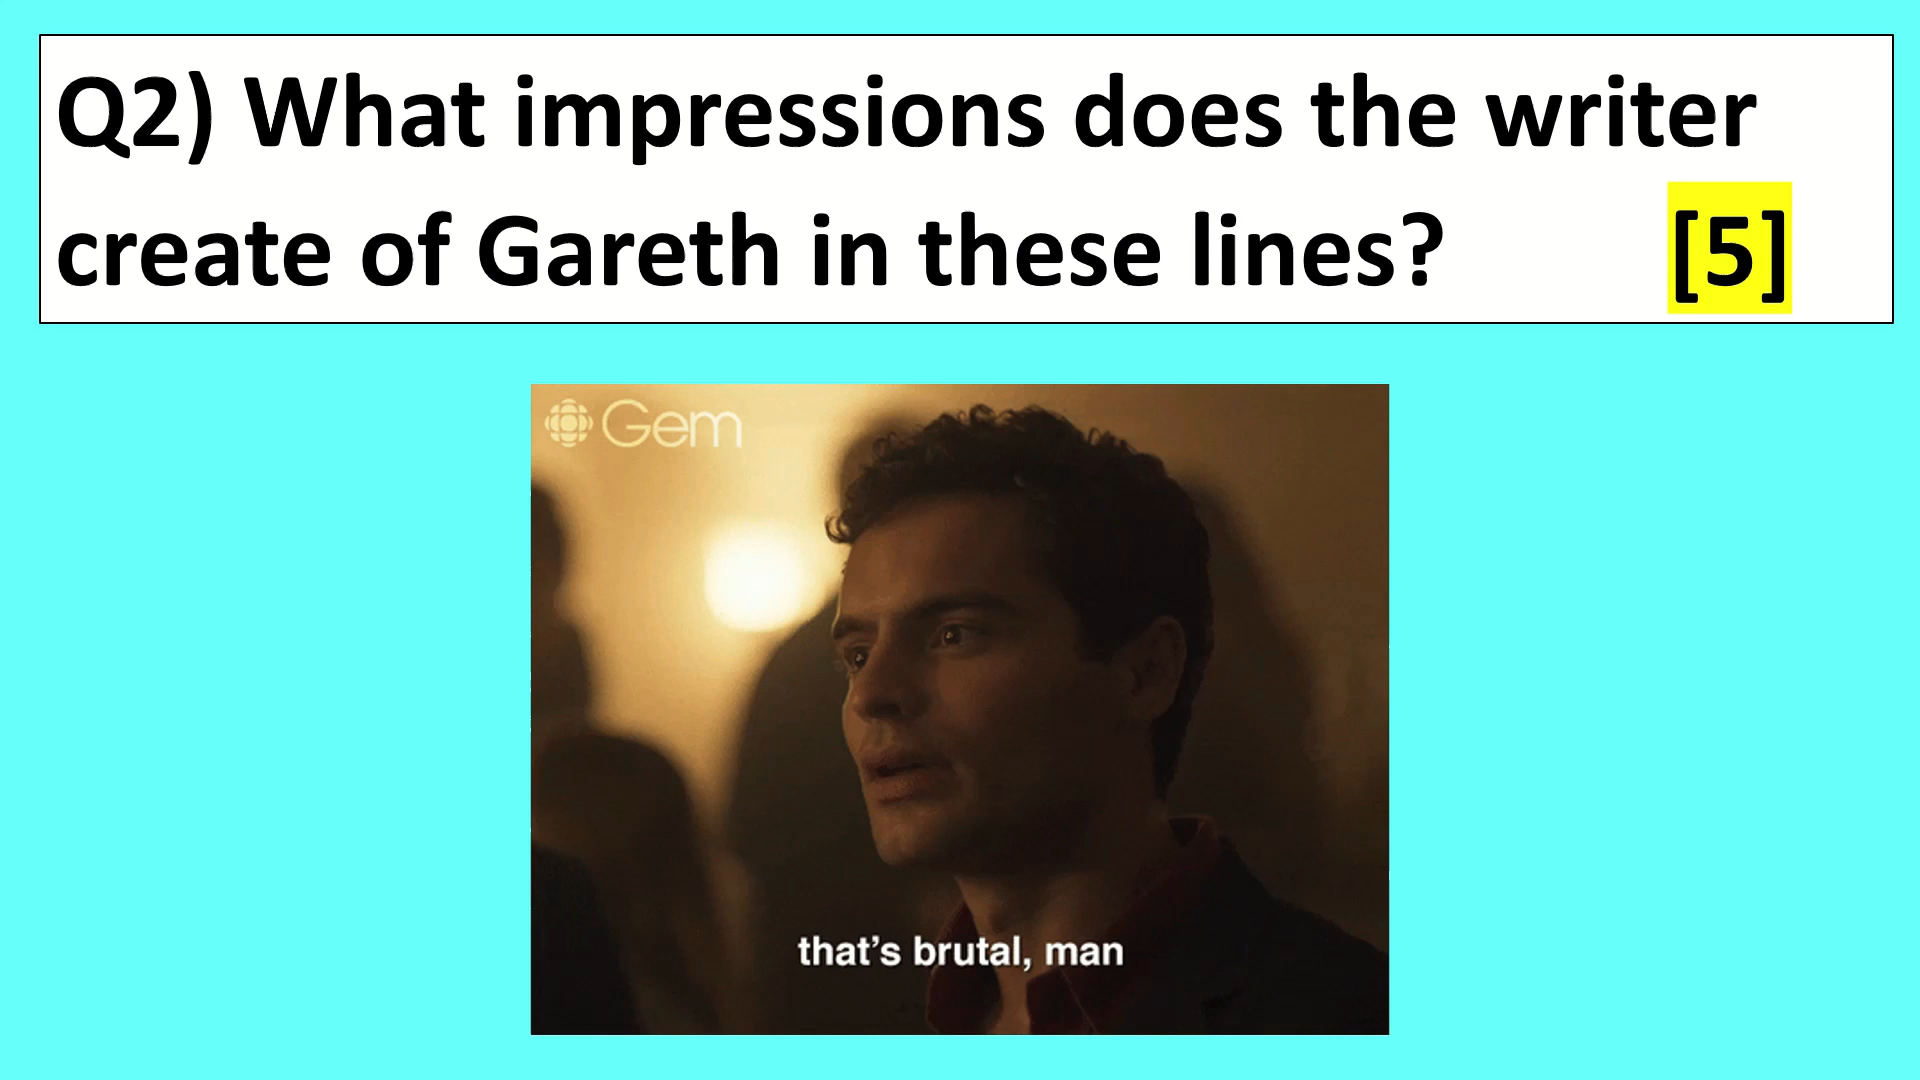 Q2) What impressions does the writer
create of Gareth in these lines? [5]
Gem
that's brutal, man